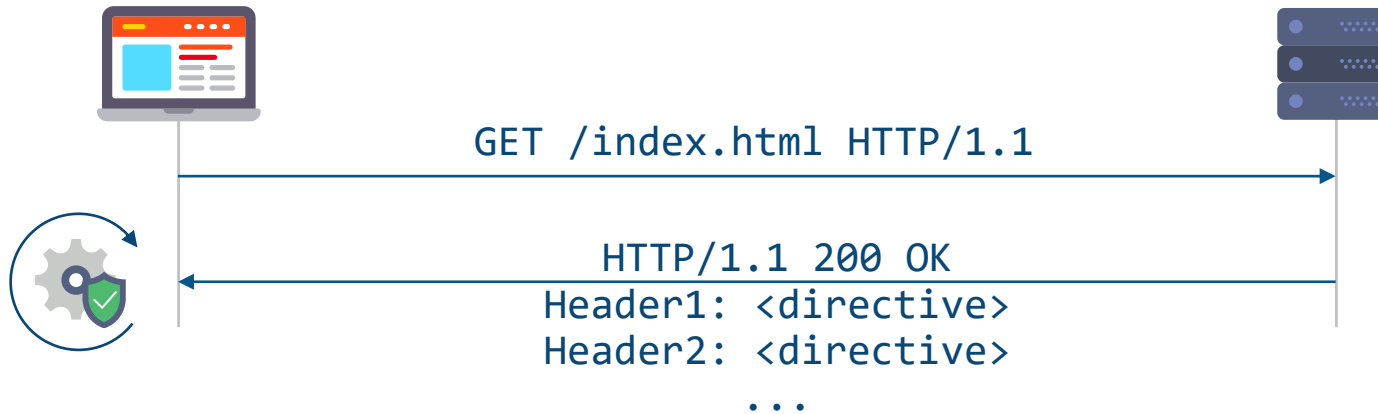 GET /index.html HTTP/1.1
HTTP/1.1 200 OK
Header1: <directive>
Header2: <directive>
...